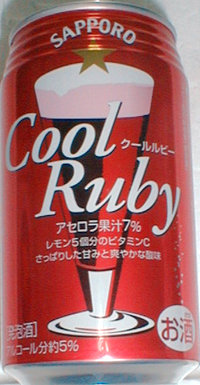 SAPPORO
Cool
クールルビー
Ruby
アセロラ果汁7%
レモン5個分のビタミンC
さっぱりした甘みと爽やかな酸味
[発泡酒]
アルコール分約5%
お酒